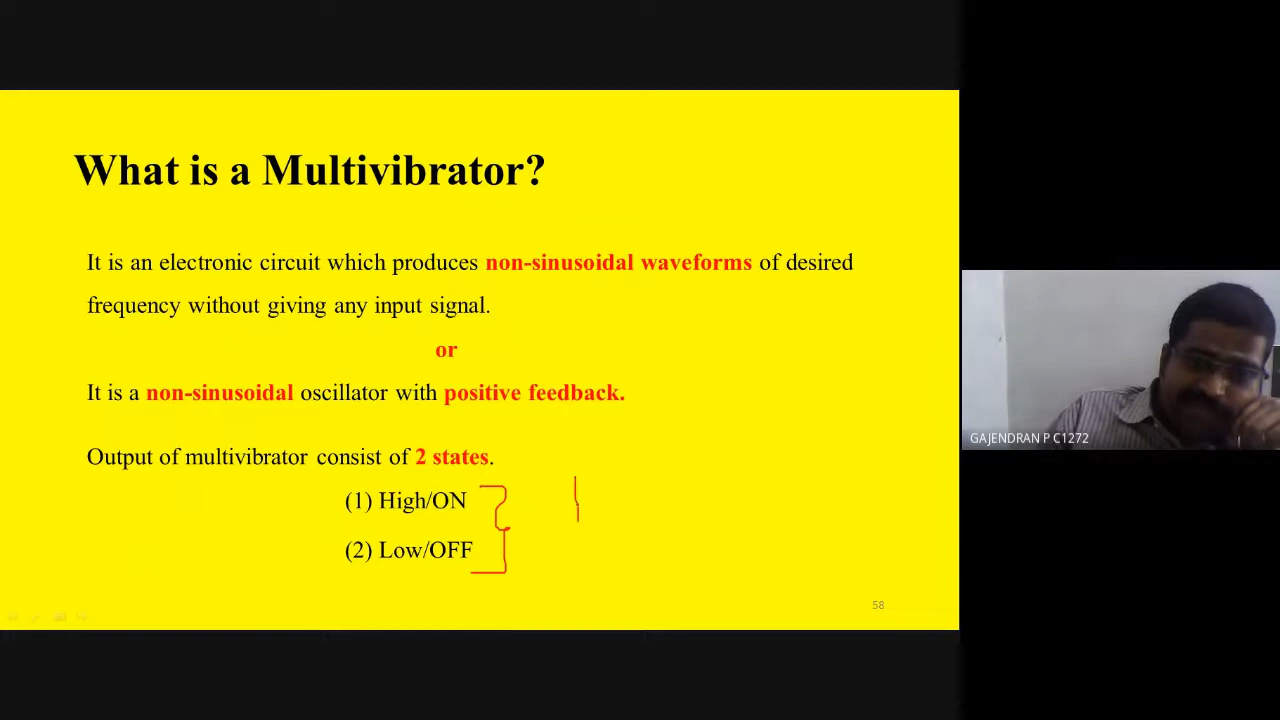 What is a Multivibrator?
It is an electronic circuit which produces non-sinusoidal waveforms of desired
frequency without giving any input signal.
or
It is a non-sinusoidal oscillator with positive feedback.
Output of multivibrator consist of 2 states.
(1) High/ON
(2) Low/OFF
58
GAJENDRAN P C1272